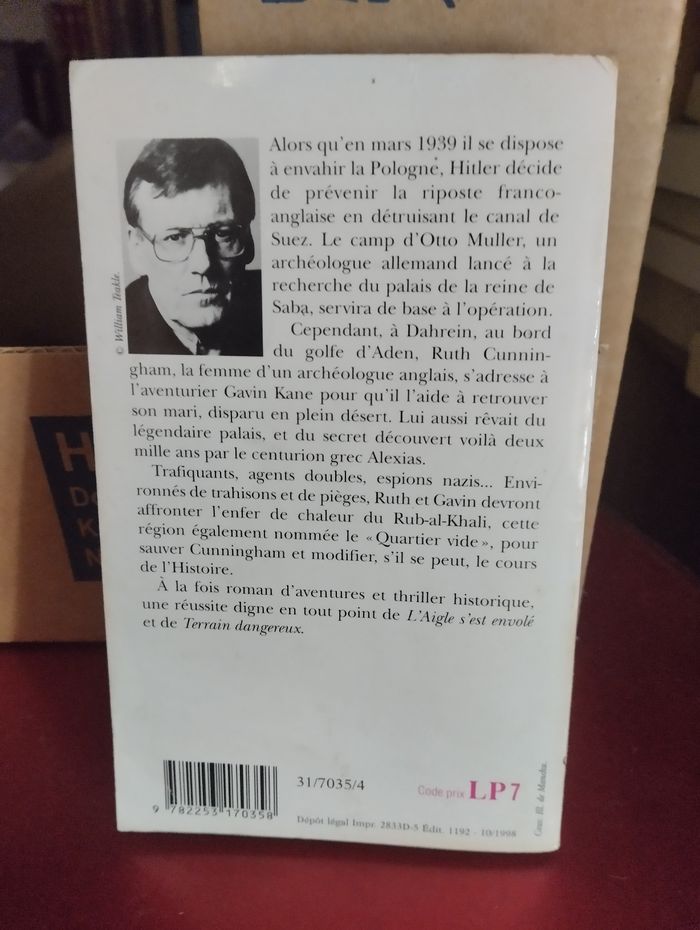 © William Teakle.
Alors qu'en mars 1939 il se dispose
à envahir la Pologne, Hitler décide
de prévenir la riposte franco-
anglaise en détruisant le canal de
Suez. Le camp d'Otto Muller, un
archéologue allemand lancé à la
recherche du palais de la reine de
Saba, servira de base à l'opération.
Cependant, à Dahrein, au bord
du golfe d'Aden, Ruth Cunnin-
gham, la femme d'un archéologue anglais, s'adresse à
l'aventurier Gavin Kane pour qu'il l'aide à retrouver
son mari, disparu en plein désert. Lui aussi rêvait du
légendaire palais, et du secret découvert voilà deux
mille ans par le centurion grec Alexias.
Trafiquants, agents doubles, espions nazis... Envi-
ronnés de trahisons et de pièges, Ruth et Gavin devront
affronter l'enfer de chaleur du Rub-al-Khali, cette
région également nommée le « Quartier vide », pour
sauver Cunningham et modifier, s'il se peut, le cours
de l'Histoire.
À la fois roman d'aventures et thriller historique,
une réussite digne en tout point de L'Aigle s'est envolé
et de Terrain dangereux.
31/7035/4
Code prix LP7
9 782253 170358
Dépôt légal Impr. 2833D-5 Édit. 1192 - 10/1998